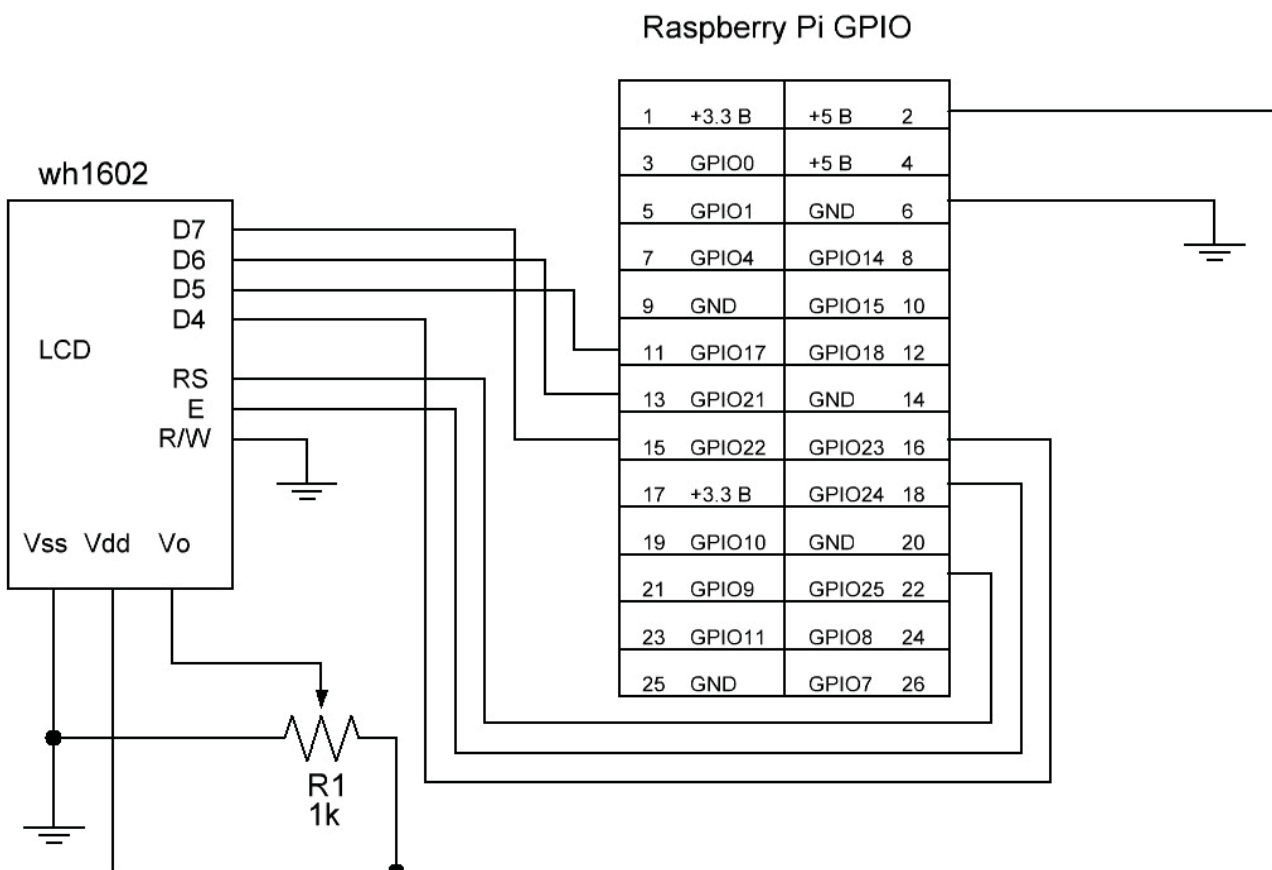 Raspberry Pi GPIO
1 +3.3 В +5 В 2
3 GPIO0 +5 В 4
5 GPIO1 GND 6
7 GPIO4 GPIO14 8
9 GND GPIO15 10
11 GPIO17 GPIO18 12
13 GPIO21 GND 14
15 GPIO22 GPIO23 16
17 +3.3 В GPIO24 18
19 GPIO10 GND 20
21 GPIO9 GPIO25 22
23 GPIO11 GPIO8 24
25 GND GPIO7 26
wh1602
D7
D6
D5
D4
LCD
RS
E
R/W
Vss Vdd Vo
R1
1k